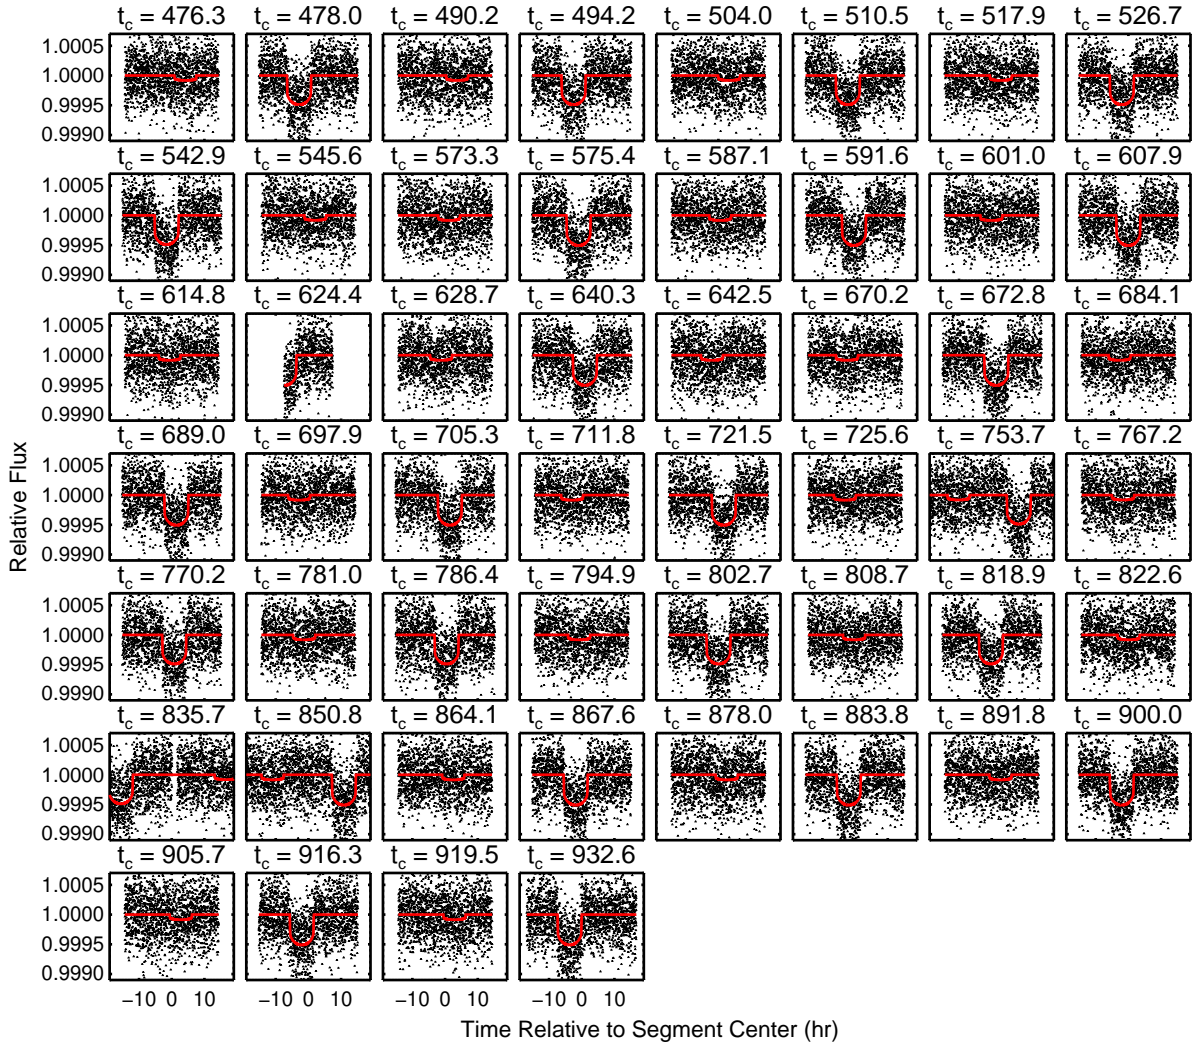 t_c = 476.3 t_c = 478.0 t_c = 490.2 t_c = 494.2 t_c = 504.0 t_c = 510.5 t_c = 517.9 t_c = 526.7
1.0005
1.0000
0.9995
0.9990
t_c = 542.9 t_c = 545.6 t_c = 573.3 t_c = 575.4 t_c = 587.1 t_c = 591.6 t_c = 601.0 t_c = 607.9
1.0005
1.0000
0.9995
0.9990
t_c = 614.8 t_c = 624.4 t_c = 628.7 t_c = 640.3 t_c = 642.5 t_c = 670.2 t_c = 672.8 t_c = 684.1
1.0005
1.0000
0.9995
0.9990
t_c = 689.0 t_c = 697.9 t_c = 705.3 t_c = 711.8 t_c = 721.5 t_c = 725.6 t_c = 753.7 t_c = 767.2
1.0005
1.0000
0.9995
0.9990
Relative Flux
t_c = 770.2 t_c = 781.0 t_c = 786.4 t_c = 794.9 t_c = 802.7 t_c = 808.7 t_c = 818.9 t_c = 822.6
1.0005
1.0000
0.9995
0.9990
t_c = 835.7 t_c = 850.8 t_c = 864.1 t_c = 867.6 t_c = 878.0 t_c = 883.8 t_c = 891.8 t_c = 900.0
1.0005
1.0000
0.9995
0.9990
t_c = 905.7 t_c = 916.3 t_c = 919.5 t_c = 932.6
1.0005
1.0000
0.9995
0.9990
−10 0 10 −10 0 10 −10 0 10 −10 0 10
Time Relative to Segment Center (hr)